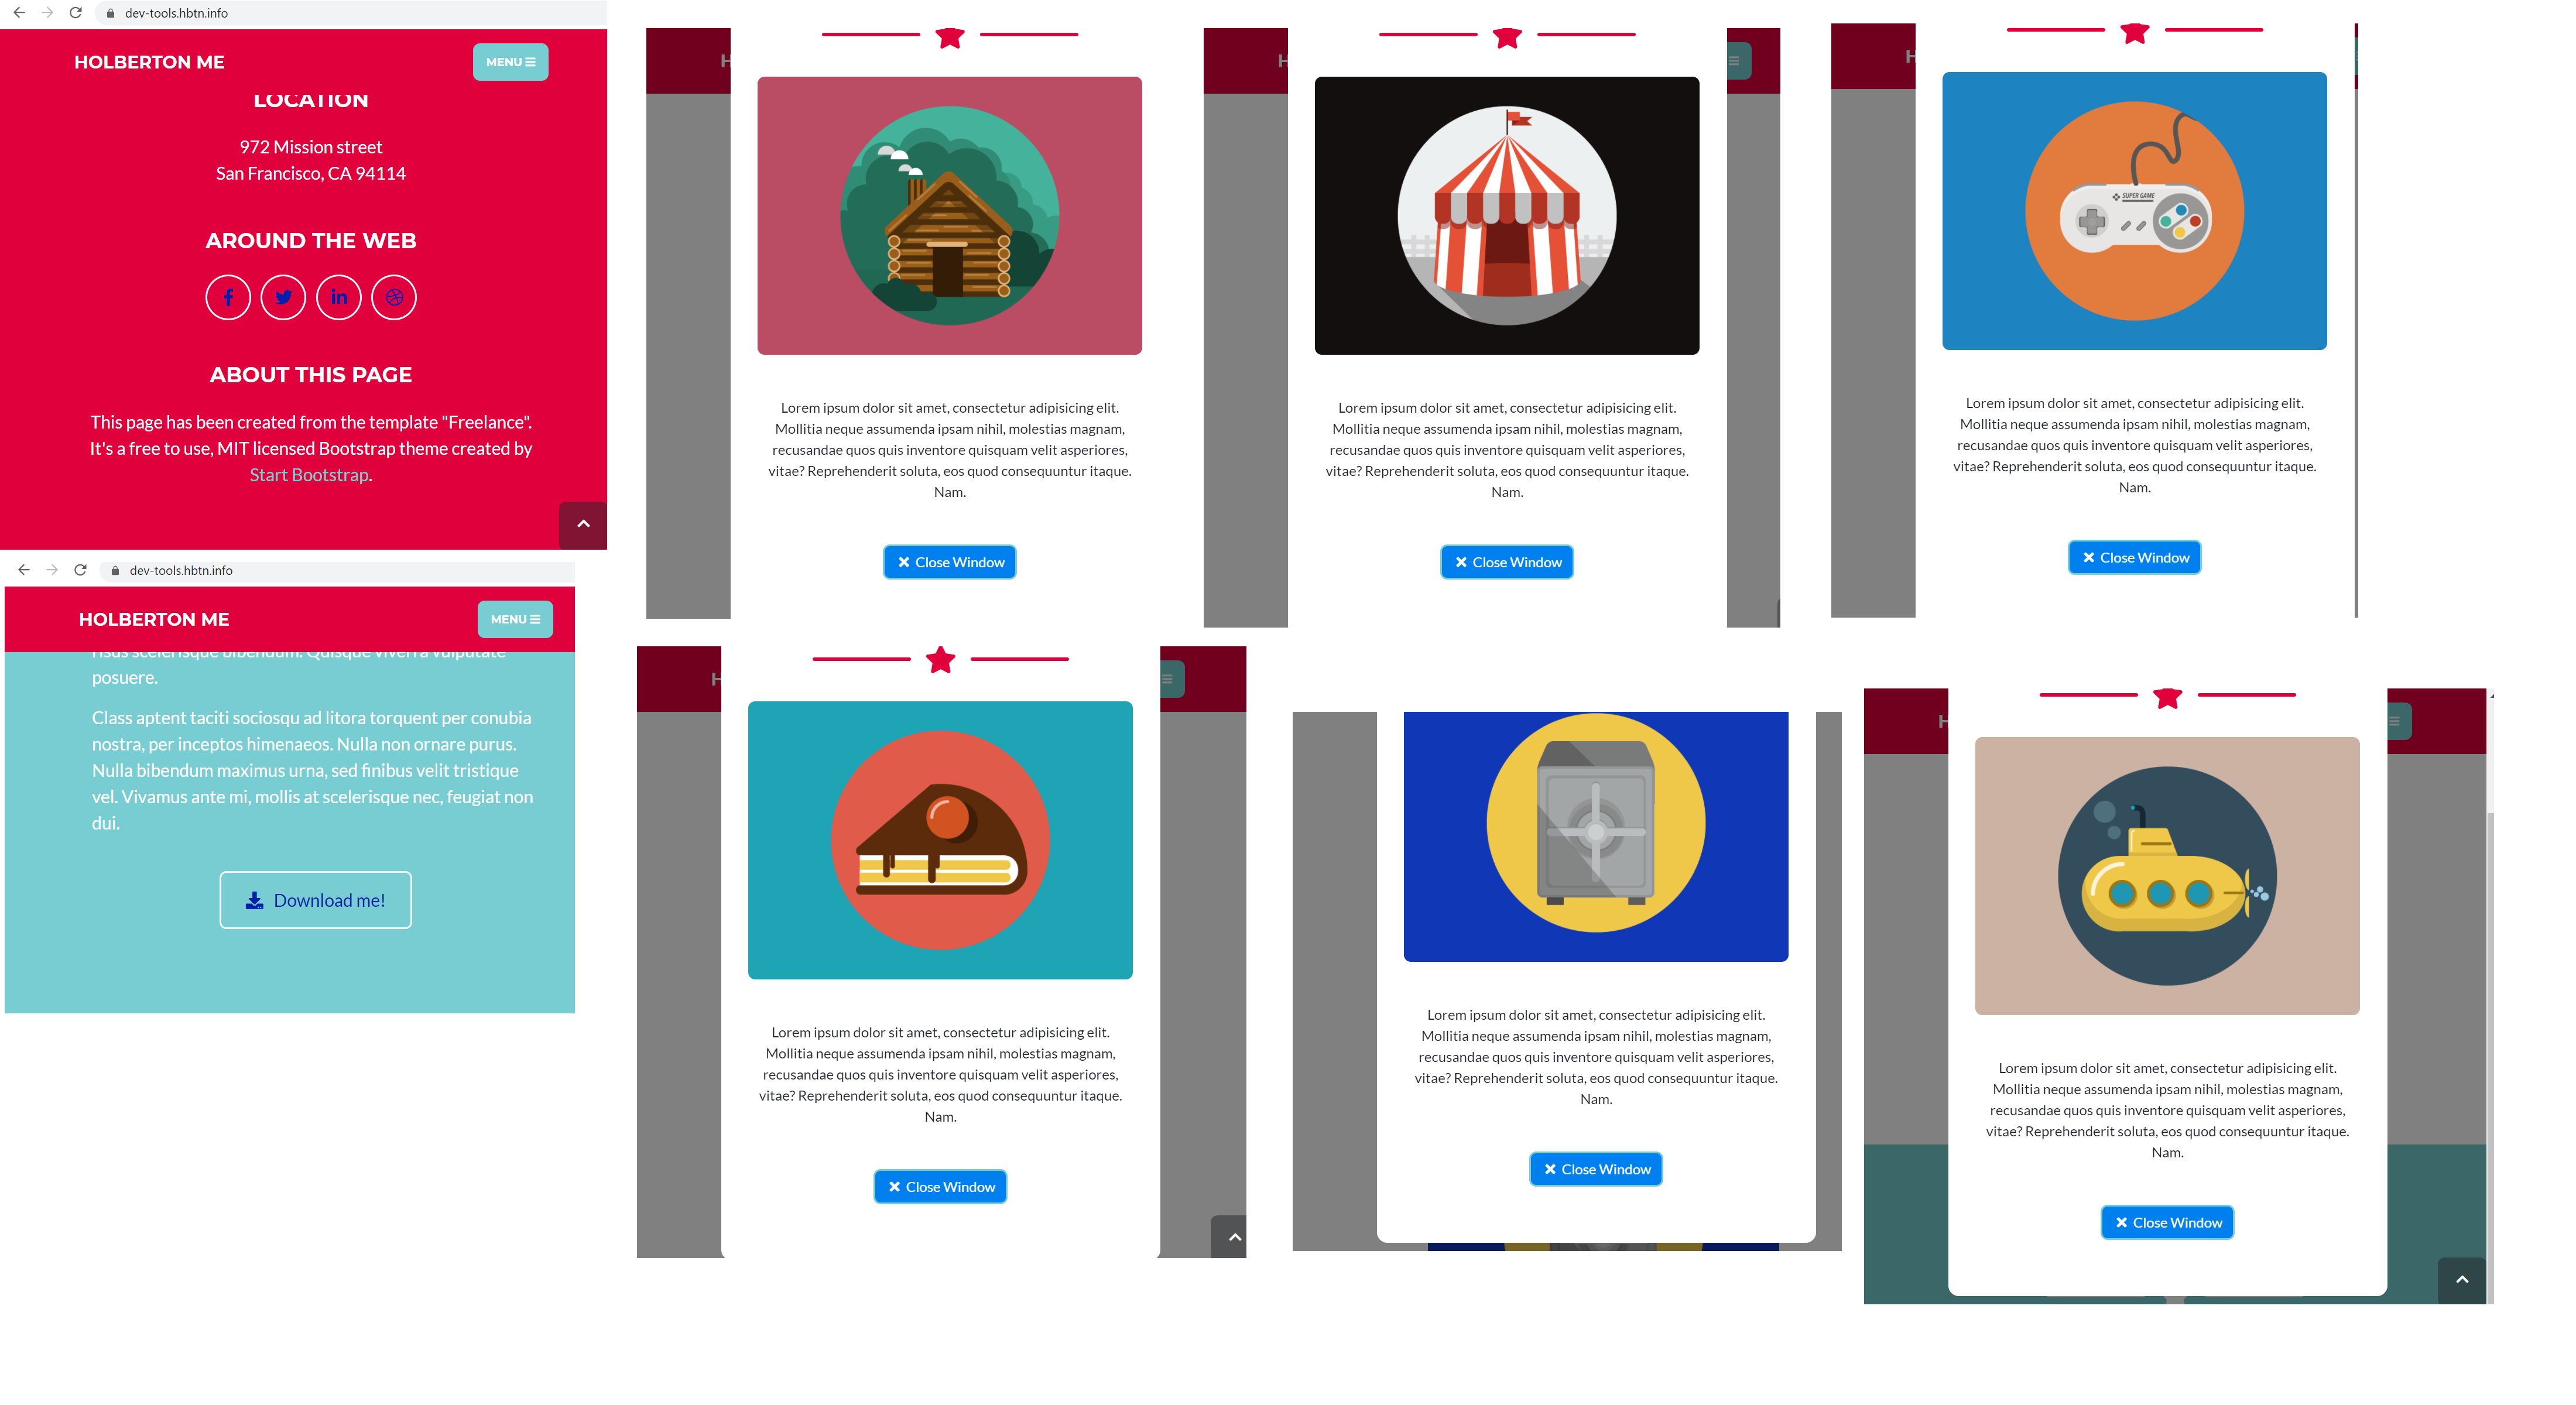 dev-tools.hbtn.info
HOLBERTON ME
MENU
LOCATION
972 Mission street
San Francisco, CA 94114
AROUND THE WEB
ABOUT THIS PAGE
This page has been created from the template "Freelance".
It's a free to use, MIT licensed Bootstrap theme created by
Start Bootstrap.
dev-tools.hbtn.info
HOLBERTON ME
MENU
risus scelerisque bibendum. Quisque viverra vulputate
posuere.
Class aptent taciti sociosqu ad litora torquent per conubia
nostra, per inceptos himenaeos. Nulla non ornare purus.
Nulla bibendum maximus urna, sed finibus velit tristique
vel. Vivamus ante mi, mollis at scelerisque nec, feugiat non
dui.
Download me!
H
Lorem ipsum dolor sit amet, consectetur adipisicing elit.
Mollitia neque assumenda ipsam nihil, molestias magnam,
recusandae quos quis inventore quisquam velit asperiores,
vitae? Reprehenderit soluta, eos quod consequuntur itaque.
Nam.
Close Window
H
Lorem ipsum dolor sit amet, consectetur adipisicing elit.
Mollitia neque assumenda ipsam nihil, molestias magnam,
recusandae quos quis inventore quisquam velit asperiores,
vitae? Reprehenderit soluta, eos quod consequuntur itaque.
Nam.
Close Window
H
SUPER GAME
Lorem ipsum dolor sit amet, consectetur adipisicing elit.
Mollitia neque assumenda ipsam nihil, molestias magnam,
recusandae quos quis inventore quisquam velit asperiores,
vitae? Reprehenderit soluta, eos quod consequuntur itaque.
Nam.
Close Window
H
Lorem ipsum dolor sit amet, consectetur adipisicing elit.
Mollitia neque assumenda ipsam nihil, molestias magnam,
recusandae quos quis inventore quisquam velit asperiores,
vitae? Reprehenderit soluta, eos quod consequuntur itaque.
Nam.
Close Window
Lorem ipsum dolor sit amet, consectetur adipisicing elit.
Mollitia neque assumenda ipsam nihil, molestias magnam,
recusandae quos quis inventore quisquam velit asperiores,
vitae? Reprehenderit soluta, eos quod consequuntur itaque.
Nam.
Close Window
H
Lorem ipsum dolor sit amet, consectetur adipisicing elit.
Mollitia neque assumenda ipsam nihil, molestias magnam,
recusandae quos quis inventore quisquam velit asperiores,
vitae? Reprehenderit soluta, eos quod consequuntur itaque.
Nam.
Close Window